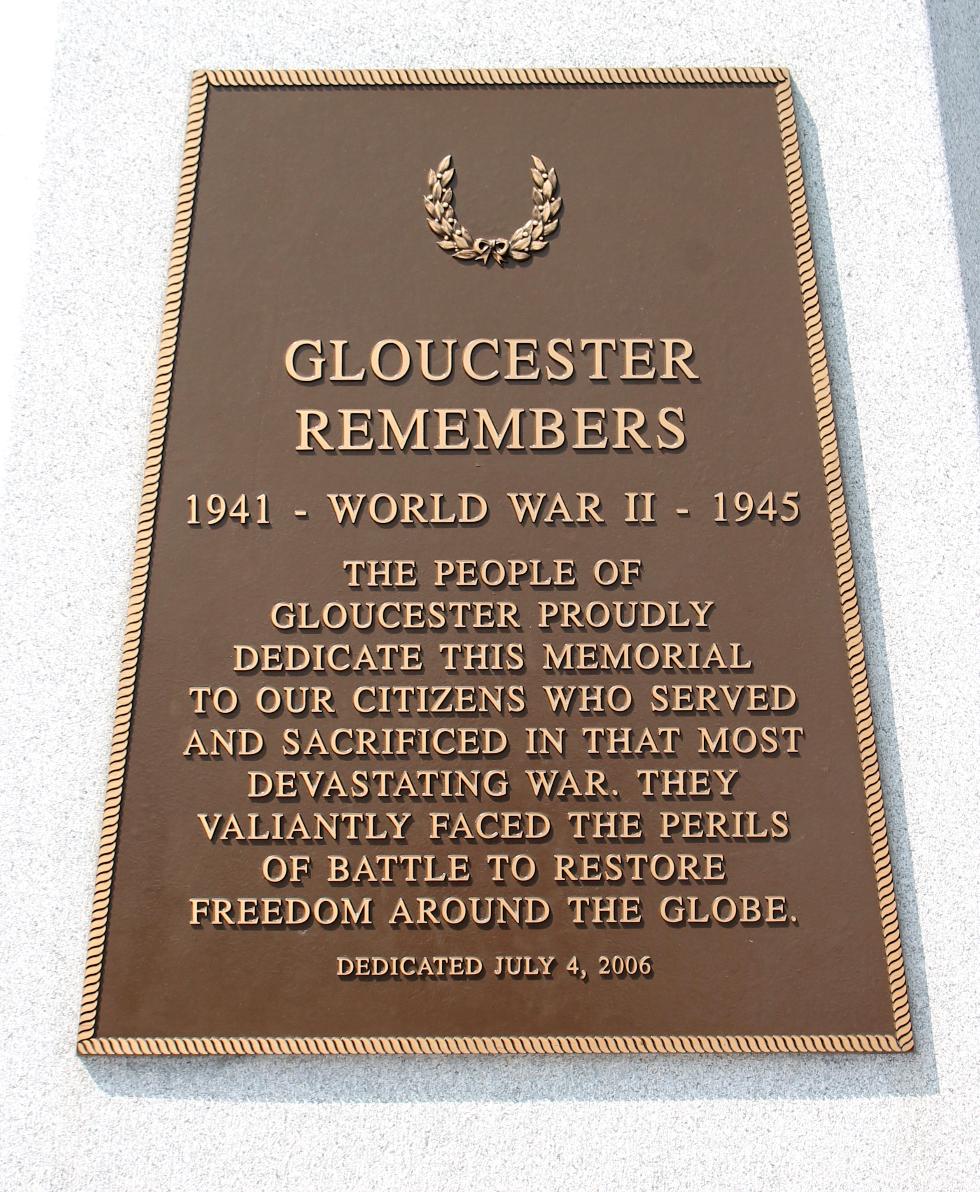 GLOUCESTER
REMEMBERS
1941 - WORLD WAR II - 1945
THE PEOPLE OF
GLOUCESTER PROUDLY
DEDICATE THIS MEMORIAL
TO OUR CITIZENS WHO SERVED
AND SACRIFICED IN THAT MOST
DEVASTATING WAR. THEY
VALIANTLY FACED THE PERILS
OF BATTLE TO RESTORE
FREEDOM AROUND THE GLOBE.
DEDICATED JULY 4, 2006